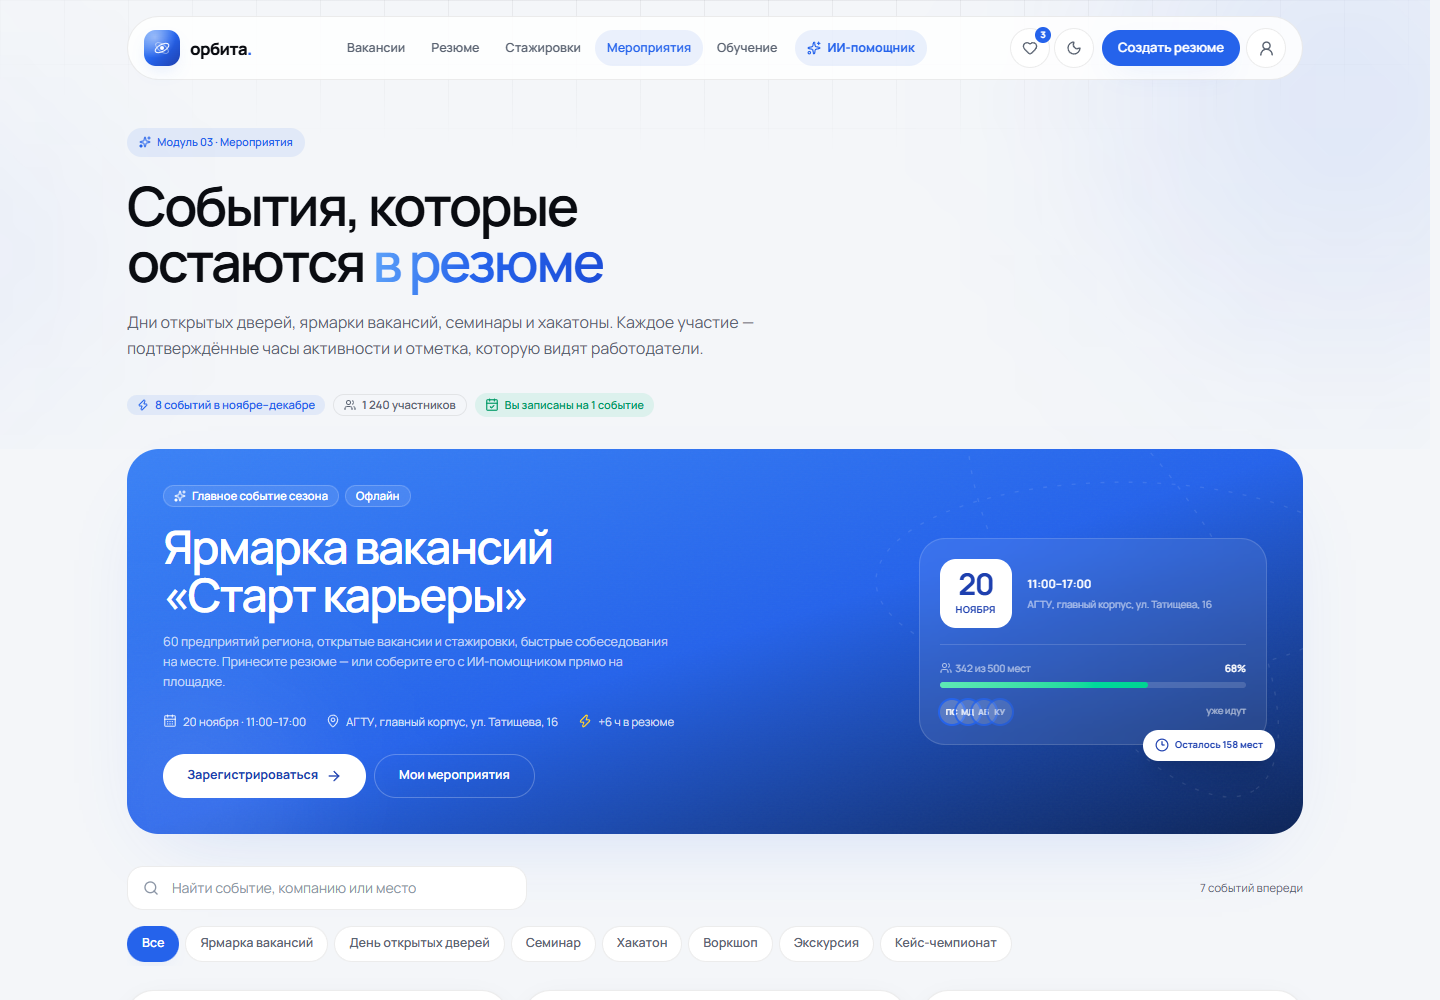 орбита.
Вакансии
Резюме
Стажировки
Мероприятия
Обучение
ИИ-помощник
3
Создать резюме
Модуль 03 · Мероприятия
События, которые
остаются в резюме
Дни открытых дверей, ярмарки вакансий, семинары и хакатоны. Каждое участие —
подтверждённые часы активности и отметка, которую видят работодатели.
8 событий в ноябре–декабре
1 240 участников
Вы записаны на 1 событие
Главное событие сезона
Офлайн
Ярмарка вакансий
«Старт карьеры»
60 предприятий региона, открытые вакансии и стажировки, быстрые собеседования
на месте. Принесите резюме — или соберите его с ИИ-помощником прямо на
площадке.
20 ноября · 11:00–17:00
АГТУ, главный корпус, ул. Татищева, 16
+6 ч в резюме
Зарегистрироваться
Мои мероприятия
20
НОЯБРЯ
11:00–17:00
АГТУ, главный корпус, ул. Татищева, 16
342 из 500 мест
68%
КУ
уже идут
Осталось 158 мест
Найти событие, компанию или место
7 событий впереди
Все
Ярмарка вакансий
День открытых дверей
Семинар
Хакатон
Воркшоп
Экскурсия
Кейс-чемпионат